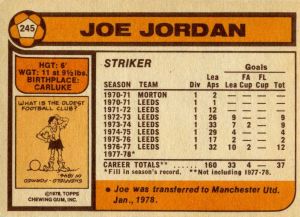 245
JOE JORDAN
HGT: 6'
WGT: 11 st 9½ lbs.
BIRTHPLACE:
CARLUKE
WHAT IS THE OLDEST
FOOTBALL CLUB?
©1978, TOPPS
CHEWING GUM, INC.
STRIKER
Goals
Lea FA FL
SEASON TEAM Div Aps Lea Cup Cup Tot
1970-71 MORTON 2
1970-71 LEEDS 1
1971-72 LEEDS 1
1972-73 LEEDS 1 26 9 9
1973-74 LEEDS 1 33 7 2 9
1974-75 LEEDS 1 29 4 4
1975-76 LEEDS 1 17 2 2
1976-77 LEEDS 1 32 10 2 12
1977-78*
CAREER TOTALS** 160 33 4 37
*Fill in season's record. **Not including 1977-78.
Joe was transferred to Manchester Utd.
Jan., 1978.